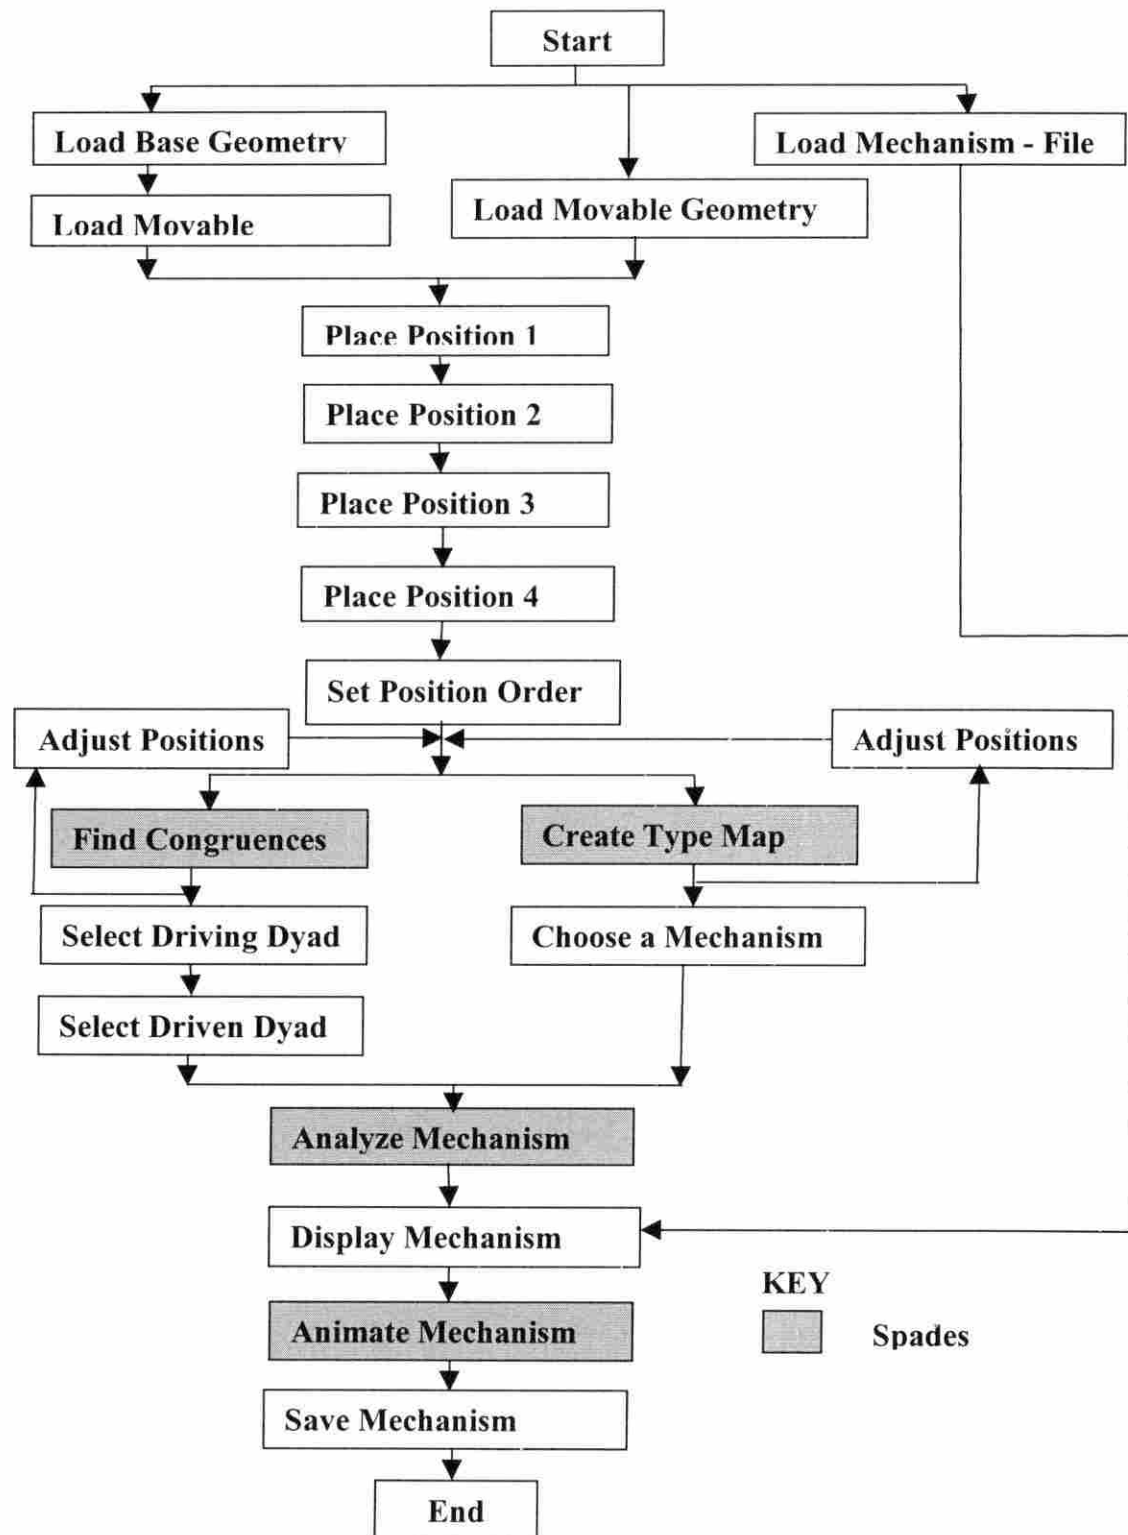 Start
Load Base Geometry
Load Mechanism - File
Load Movable
Load Movable Geometry
Place Position 1
Place Position 2
Place Position 3
Place Position 4
Set Position Order
Adjust Positions
Adjust Positions
Find Congruences
Create Type Map
Select Driving Dyad
Choose a Mechanism
Select Driven Dyad
Analyze Mechanism
Display Mechanism
KEY
Animate Mechanism
Spades
Save Mechanism
End